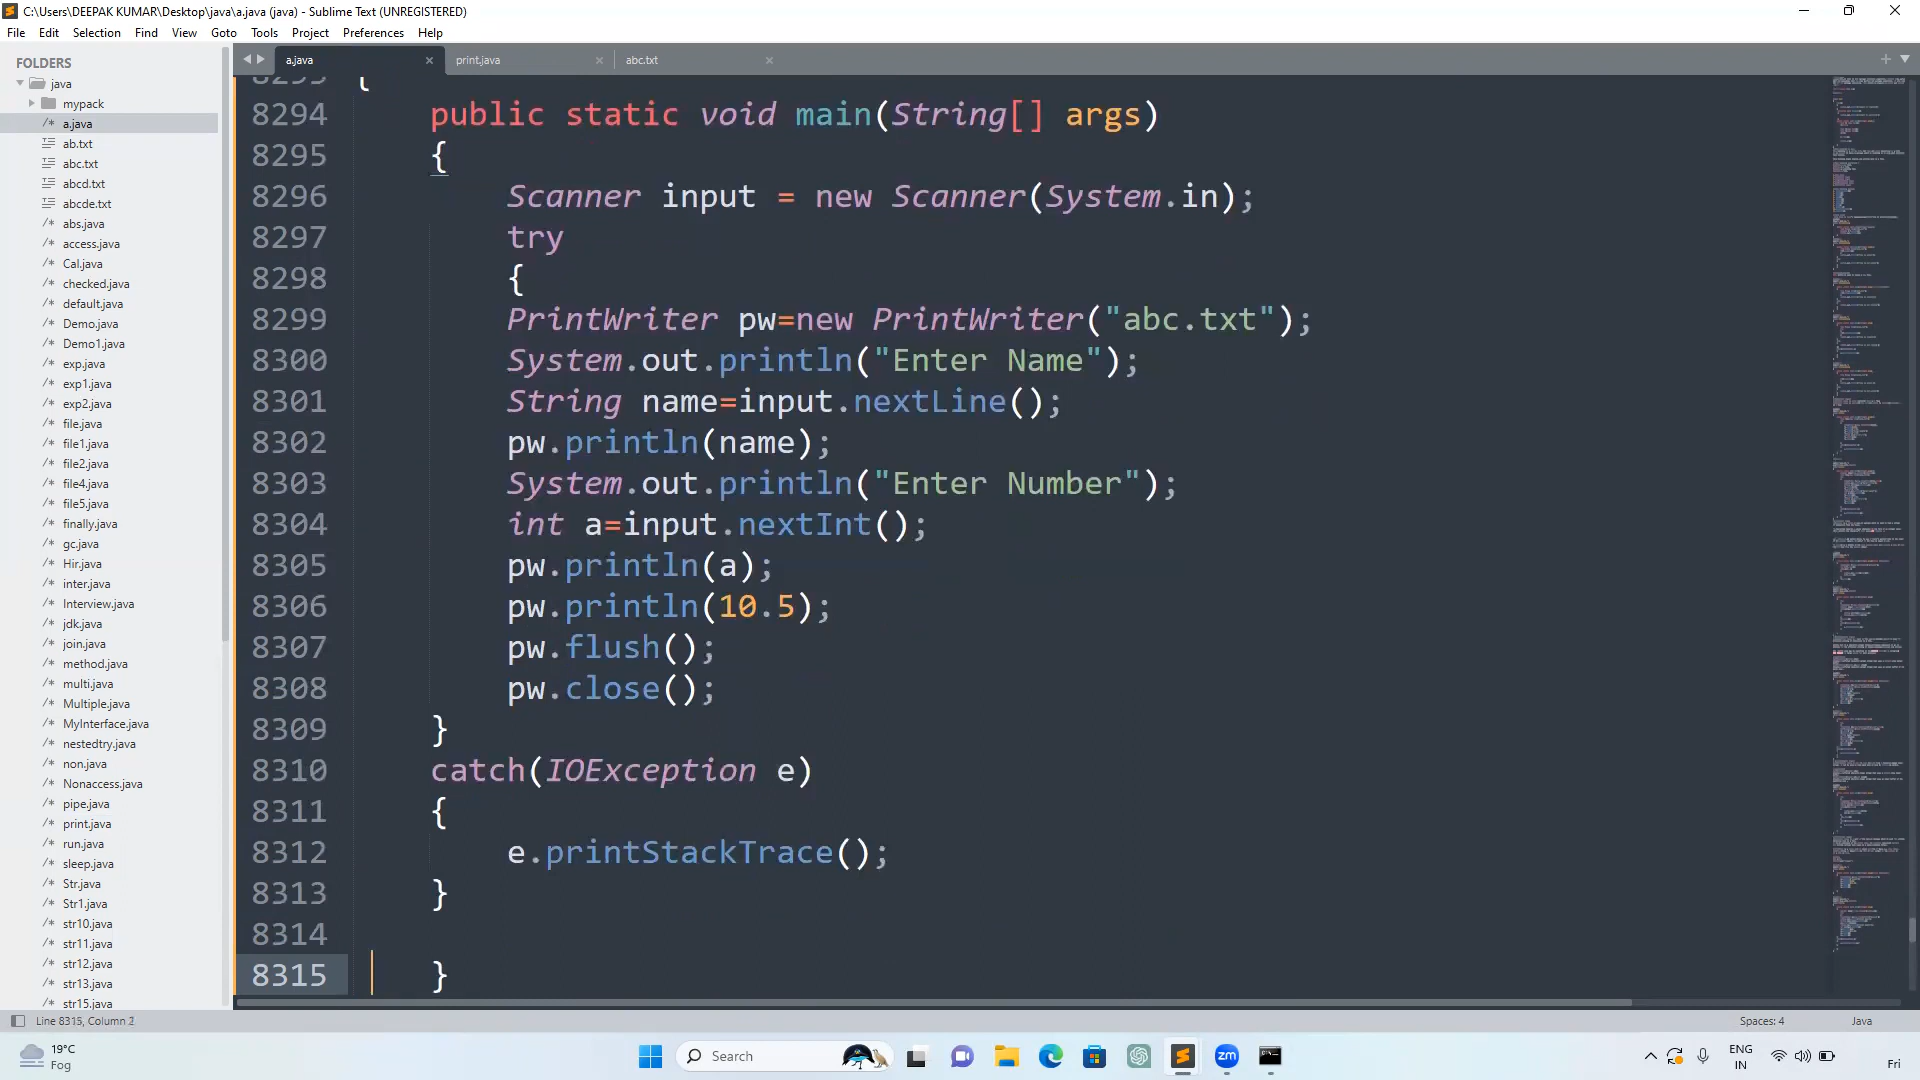 C:\Users\DEEPAK KUMAR\Desktop\java\a.java (java) - Sublime Text (UNREGISTERED)
File Edit Selection Find View Goto Tools Project Preferences Help
FOLDERS
java
mypack
a.java
ab.txt
abc.txt
abcd.txt
abcde.txt
abs.java
access.java
Cal.java
checked.java
default.java
Demo.java
Demo1.java
exp.java
exp1.java
exp2.java
file.java
file1.java
file2.java
file4.java
file5.java
finally.java
gc.java
Hir.java
inter.java
Interview.java
jdk.java
join.java
method.java
multi.java
Multiple.java
MyInterface.java
nestedtry.java
non.java
Nonaccess.java
pipe.java
print.java
run.java
sleep.java
Str.java
Str1.java
str10.java
str11.java
str12.java
str13.java
str15.java
a.java print.java abc.txt
8293 {
8294 public static void main(String[] args)
8295 {
8296 Scanner input = new Scanner(System.in);
8297 try
8298 {
8299 PrintWriter pw=new PrintWriter("abc.txt");
8300 System.out.println("Enter Name");
8301 String name=input.nextLine();
8302 pw.println(name);
8303 System.out.println("Enter Number");
8304 int a=input.nextInt();
8305 pw.println(a);
8306 pw.println(10.5);
8307 pw.flush();
8308 pw.close();
8309 }
8310 catch(IOException e)
8311 {
8312 e.printStackTrace();
8313 }
8314
8315 }
Line 8315, Column 2 Spaces: 4 Java
19°C
Fog
Search
zm
ENG
IN
Fri